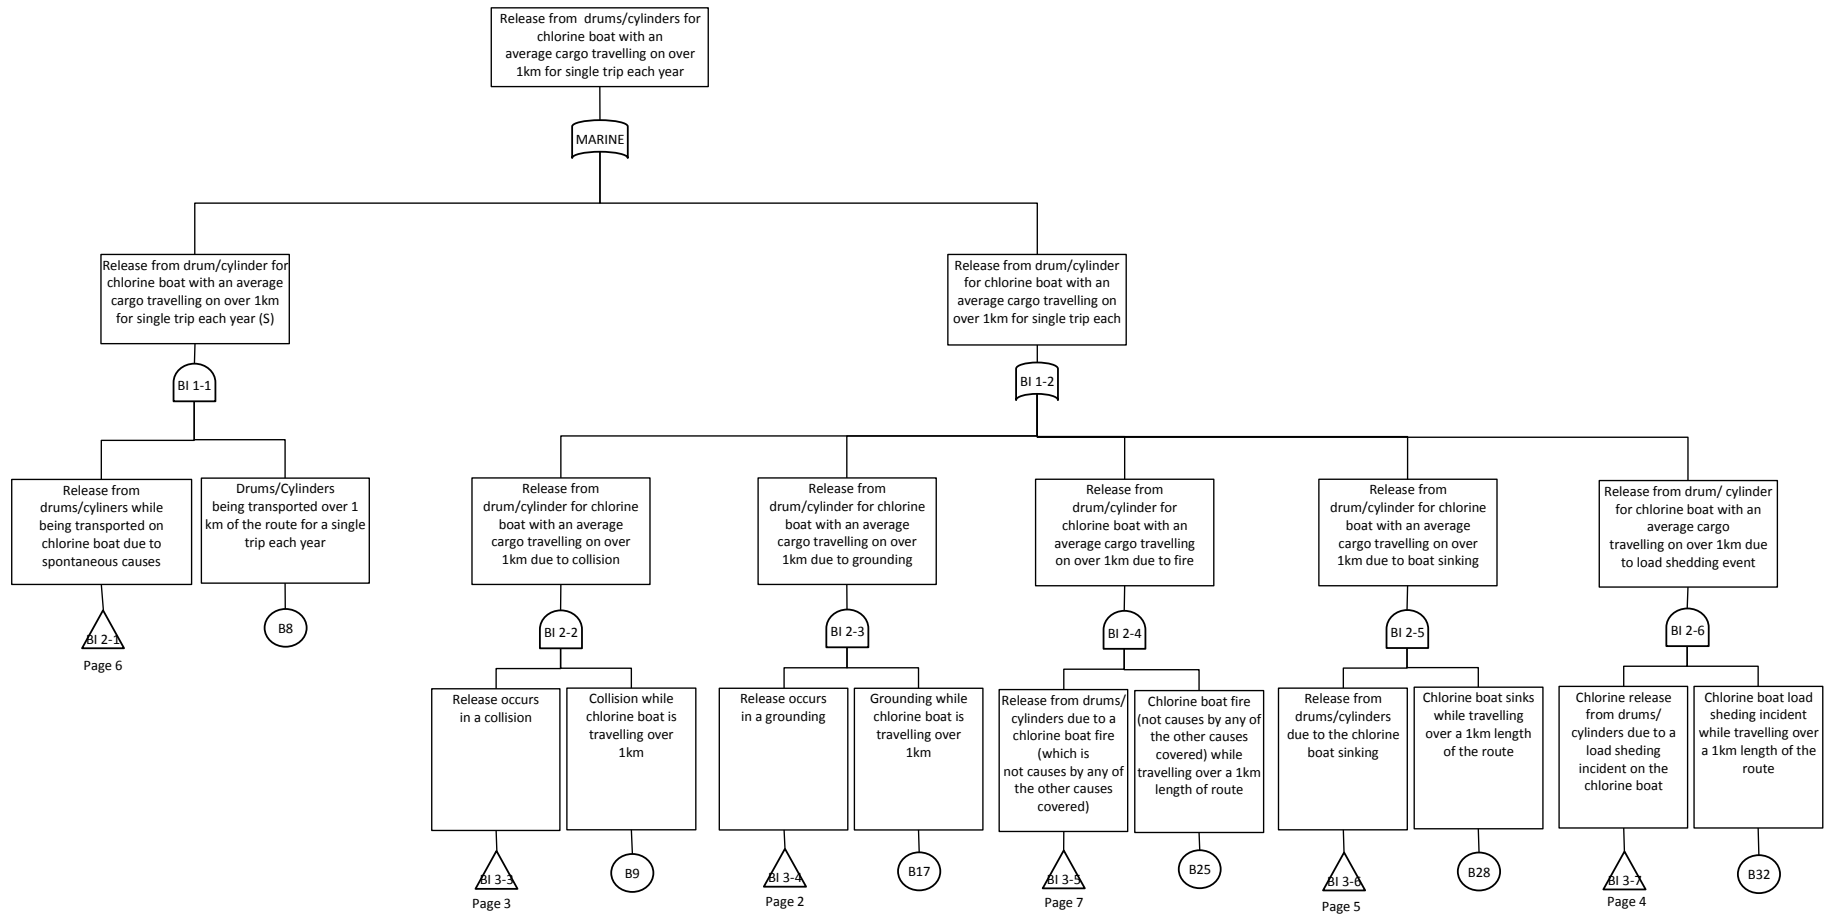 Release from drums/cylinders for
chlorine boat with an
average cargo travelling on over
1km for single trip each year
MARINE
Release from drum/cylinder for
chlorine boat with an average
cargo travelling on over 1km
for single trip each year (S)
Release from drum/cylinder
for chlorine boat with an
average cargo travelling on
over 1km for single trip each
BI 1-1
BI 1-2
Release from
drums/cyliners while
being transported on
chlorine boat due to
spontaneous causes
Drums/Cylinders
being transported over 1
km of the route for a single
trip each year
Release from
drum/cylinder for chlorine
boat with an average
cargo travelling on over
1km due to collision
Release from
drum/cylinder for chlorine
boat with an average
cargo travelling on over
1km due to grounding
Release from
drum/cylinder for
chlorine boat with an
average cargo travelling
on over 1km due to fire
Release from
drum/cylinder for chlorine
boat with an average
cargo travelling on over
1km due to boat sinking
Release from drum/ cylinder
for chlorine boat with an
average cargo
travelling on over 1km due
to load shedding event
BI 2-1
Page 6
B8
BI 2-2
BI 2-3
BI 2-4
BI 2-5
BI 2-6
Release occurs
in a collision
Collision while
chlorine boat is
travelling over
1km
Release occurs
in a grounding
Grounding while
chlorine boat is
travelling over
1km
Release from drums/
cylinders due to a
chlorine boat fire
(which is
not causes by any of
the other causes
covered)
Chlorine boat fire
(not causes by any of
the other causes
covered) while
travelling over a 1km
length of route
Release from
drums/cylinders
due to the chlorine
boat sinking
Chlorine boat sinks
while travelling
over a 1km length
of the route
Chlorine release
from drums/
cylinders due to a
load sheding
incident on the
chlorine boat
Chlorine boat load
sheding incident
while travelling over
a 1km length of the
route
BI 3-3
Page 3
B9
BI 3-4
Page 2
B17
BI 3-5
Page 7
B25
BI 3-6
Page 5
B28
BI 3-7
Page 4
B32